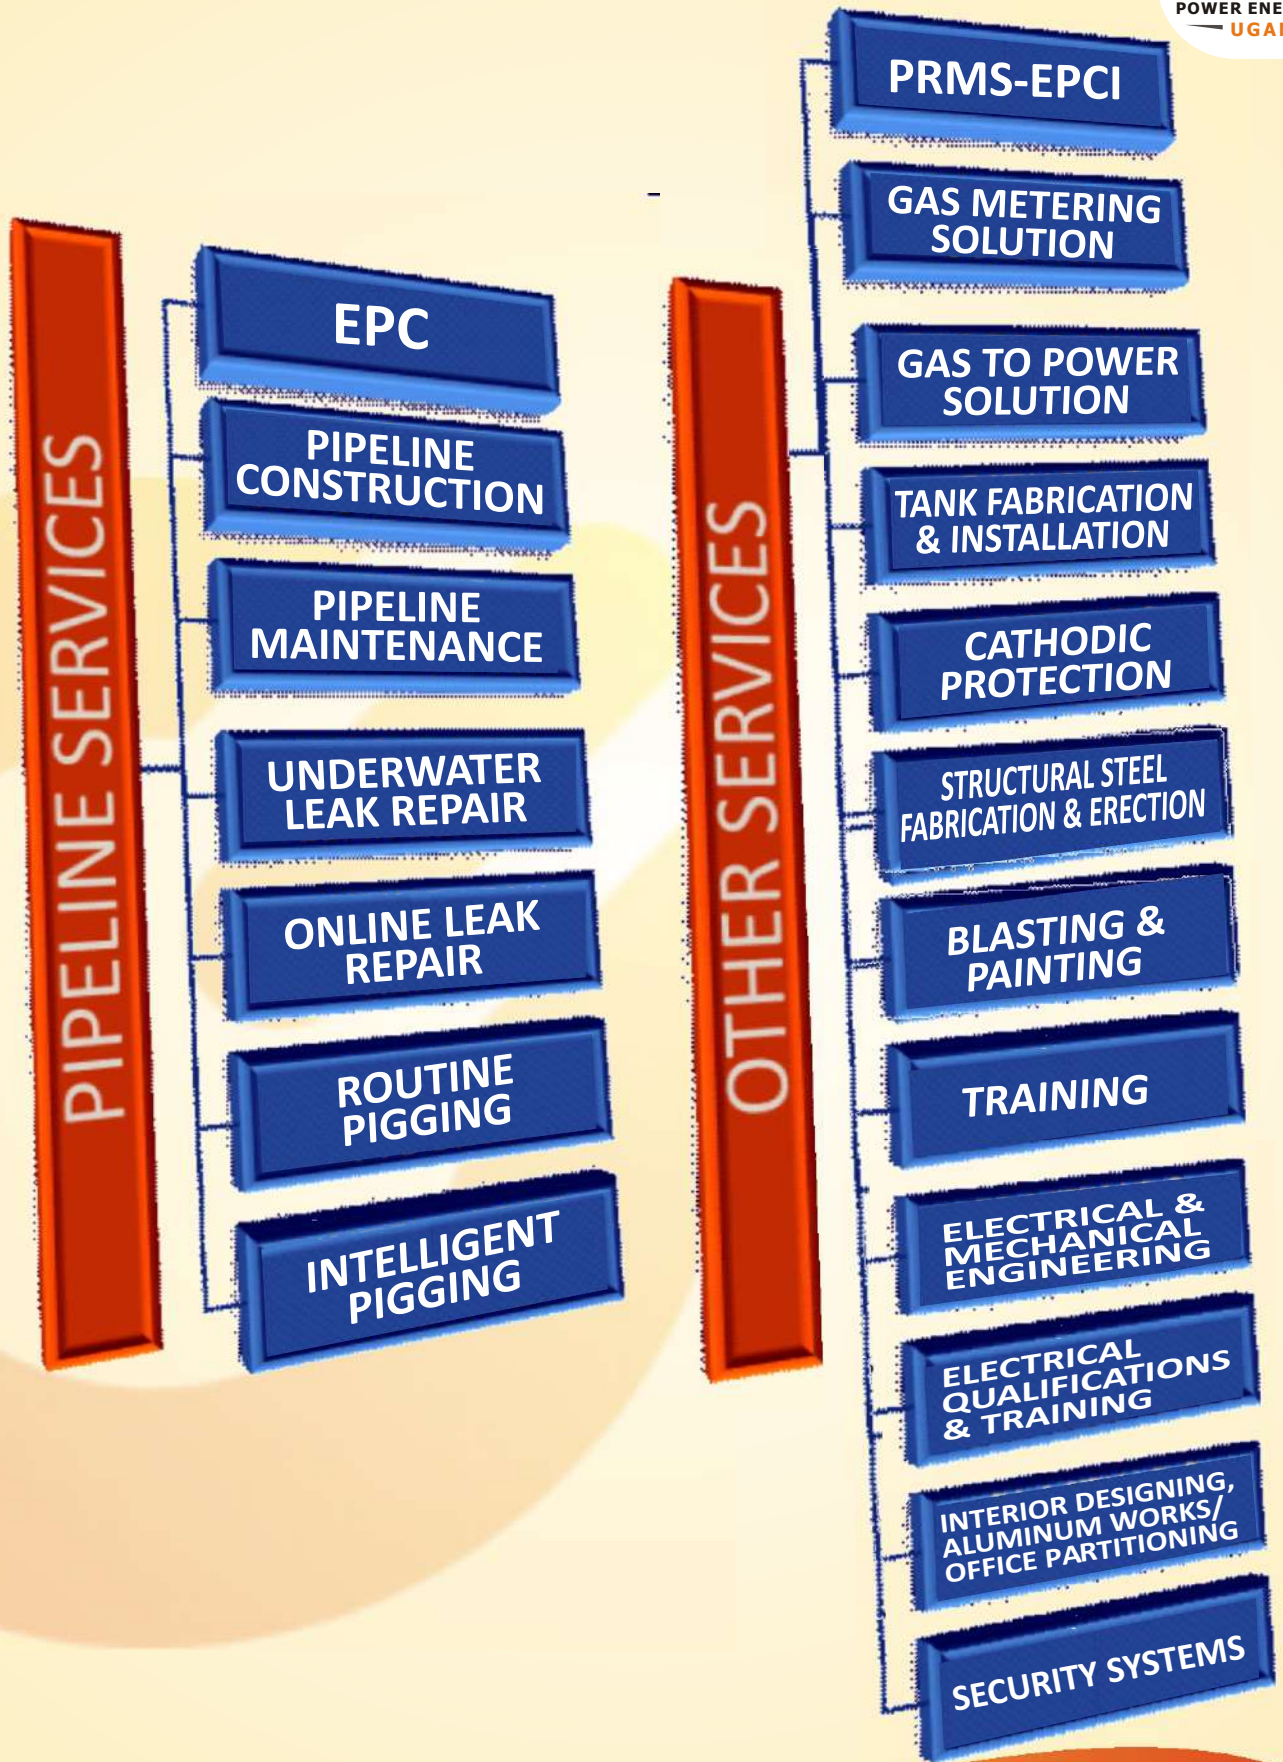 POWER ENE
UGA
PIPELINE SERVICES
EPC
PIPELINE
CONSTRUCTION
PIPELINE
MAINTENANCE
UNDERWATER
LEAK REPAIR
ONLINE LEAK
REPAIR
ROUTINE
PIGGING
INTELLIGENT
PIGGING
OTHER SERVICES
PRMS-EPCI
GAS METERING
SOLUTION
GAS TO POWER
SOLUTION
TANK FABRICATION
& INSTALLATION
CATHODIC
PROTECTION
STRUCTURAL STEEL
FABRICATION & ERECTION
BLASTING &
PAINTING
TRAINING
ELECTRICAL &
MECHANICAL
ENGINEERING
ELECTRICAL
QUALIFICATIONS
& TRAINING
INTERIOR DESIGNING,
ALUMINUM WORKS/
OFFICE PARTITIONING
SECURITY SYSTEMS